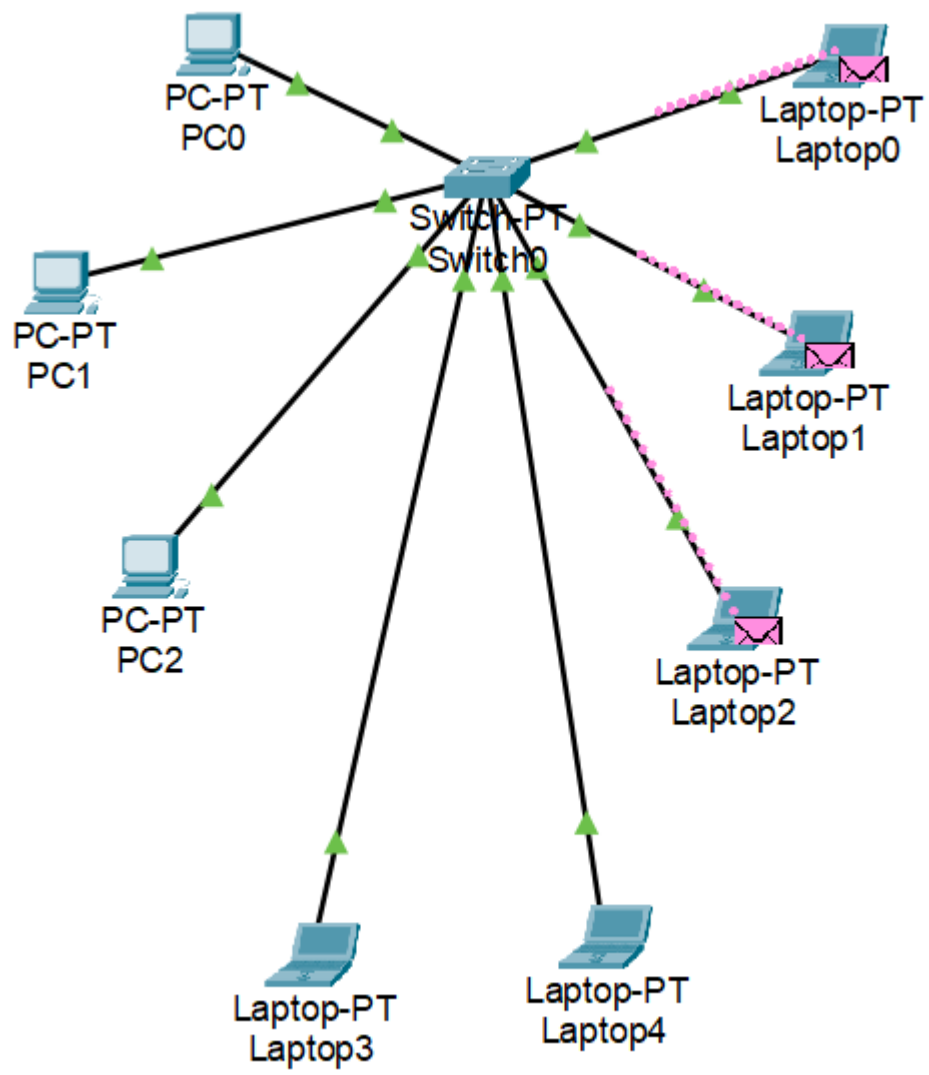 PC-PT
PC0
Laptop-PT
Laptop0
Switch-PT
Switch0
PC-PT
PC1
Laptop-PT
Laptop1
PC-PT
PC2
Laptop-PT
Laptop2
Laptop-PT
Laptop3
Laptop-PT
Laptop4